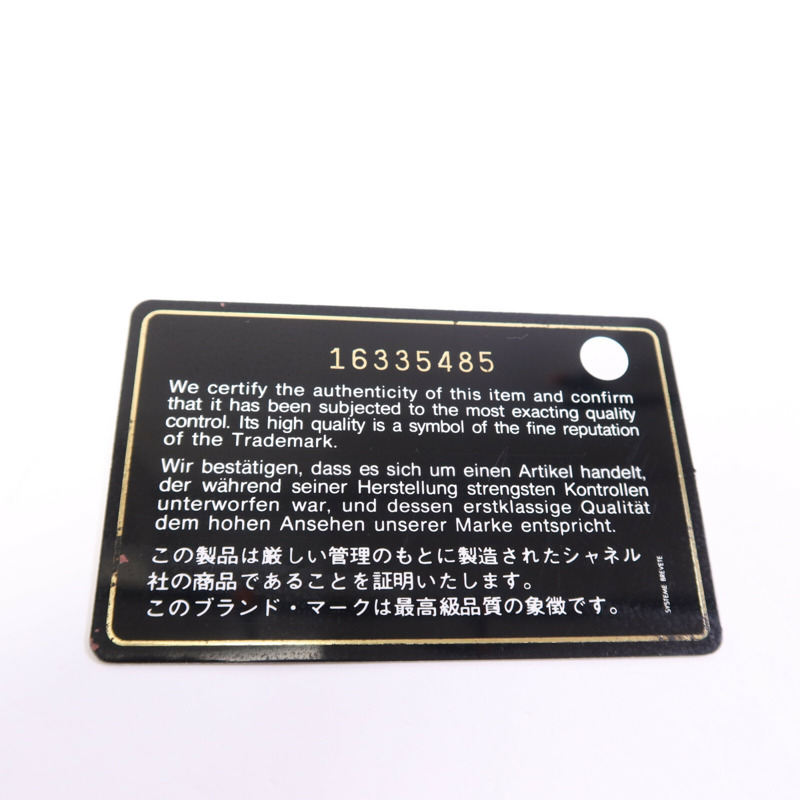 16335485
We certify the authenticity of this item and confirm
that it has been subjected to the most exacting quality
control. Its high quality is a symbol of the fine reputation
of the Trademark.
Wir bestätigen, dass es sich um einen Artikel handelt,
der während seiner Herstellung strengsten Kontrollen
unterworfen war, und dessen erstklassige Qualität
dem hohen Ansehen unserer Marke entspricht.
この製品は厳しい管理のもとに製造されたシャネル
社の商品であることを証明いたします。
このブランド・マークは最高級品質の象徴です。
SYSTEME BREVETE